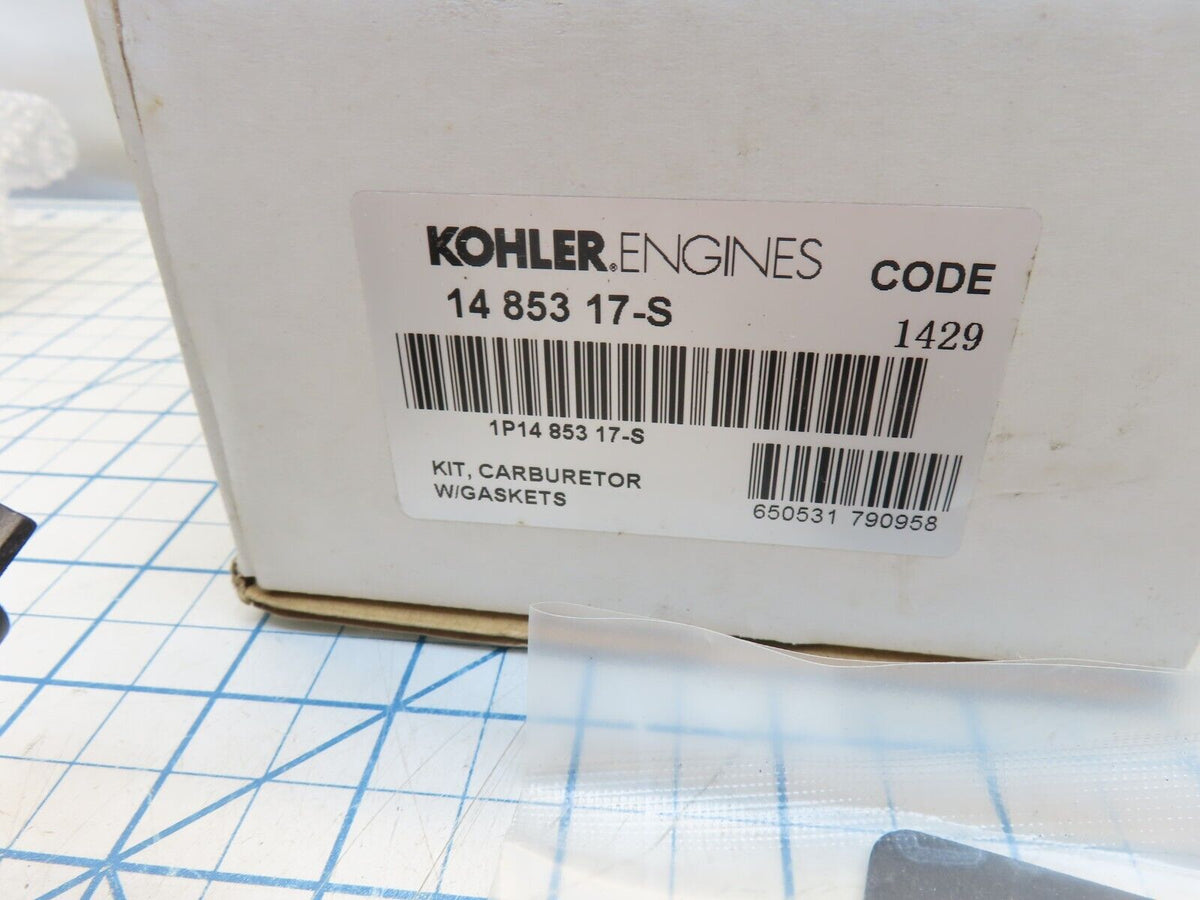 KOHLER®ENGINES
14 853 17-S
CODE
1429
1P14 853 17-S
KIT, CARBURETOR
W/GASKETS
650531 790958